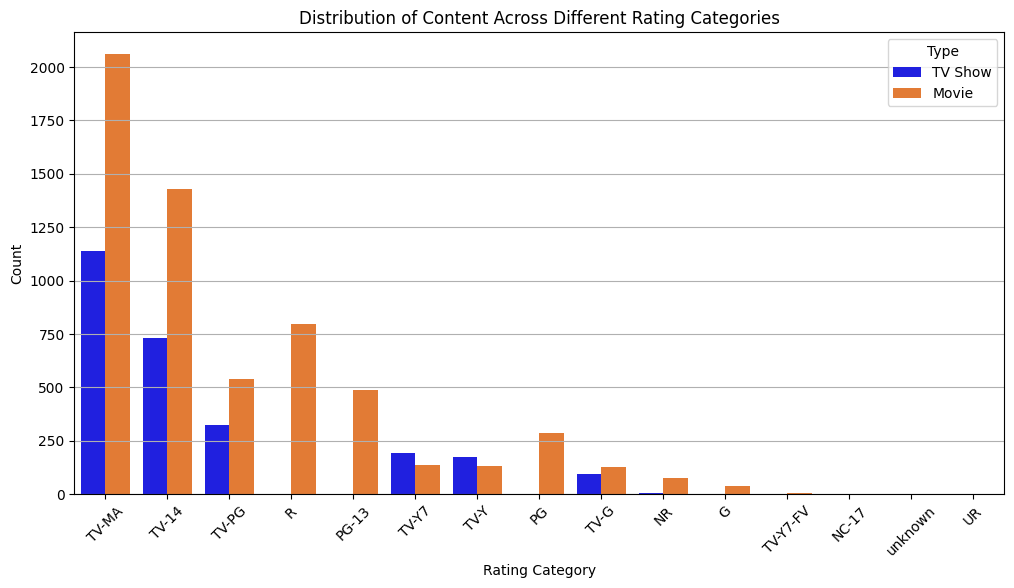 Distribution of Content Across Different Rating Categories
Type
TV Show
Movie
2000
1750
1500
1250
1000
750
500
250
0
Count
TV-MA
TV-14
TV-PG
R
PG-13
TV-Y7
TV-Y
PG
TV-G
NR
G
TV-Y7-FV
NC-17
unknown
UR
Rating Category